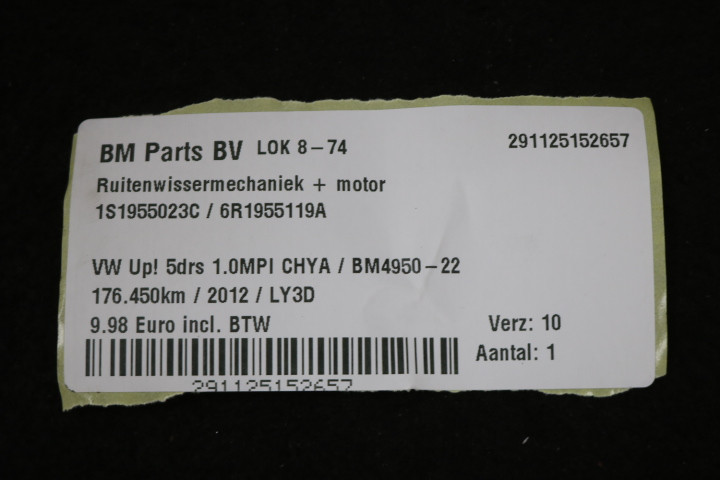 BM Parts BV LOK 8-74 291125152657
Ruitenwissermechaniek + motor
1S1955023C / 6R1955119A
VW Up! 5drs 1.0MPI CHYA / BM4950-22
176.450km / 2012 / LY3D
9.98 Euro incl. BTW Verz: 10
Aantal: 1
291125152657